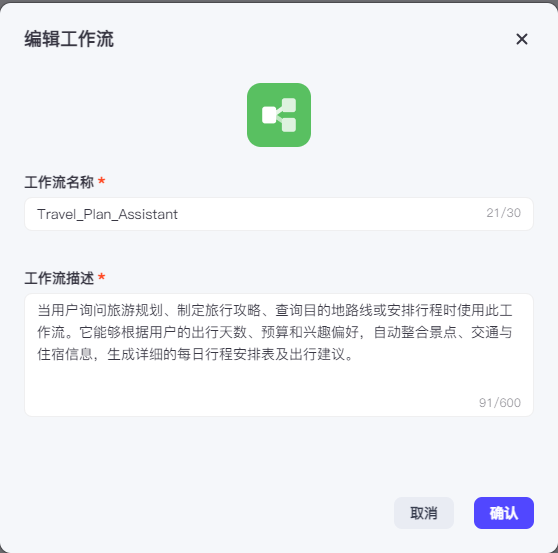 编辑工作流
工作流名称 *
Travel_Plan_Assistant
21/30
工作流描述 *
当用户询问旅游规划、制定旅行攻略、查询目的地路线或安排行程时使用此工
作流。它能够根据用户的出行天数、预算和兴趣偏好，自动整合景点、交通与
住宿信息，生成详细的每日行程安排表及出行建议。
91/600
取消
确认